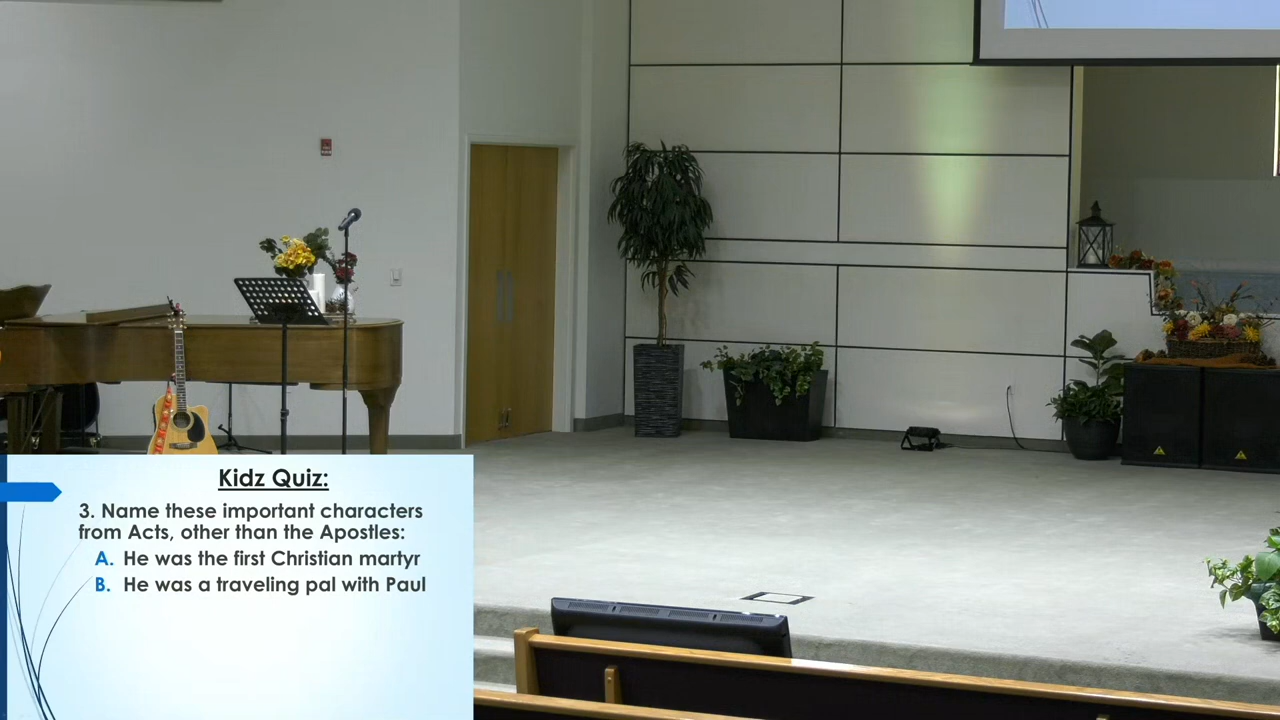 Kidz Quiz:
3. Name these important characters
from Acts, other than the Apostles:
A. He was the first Christian martyr
B. He was a traveling pal with Paul